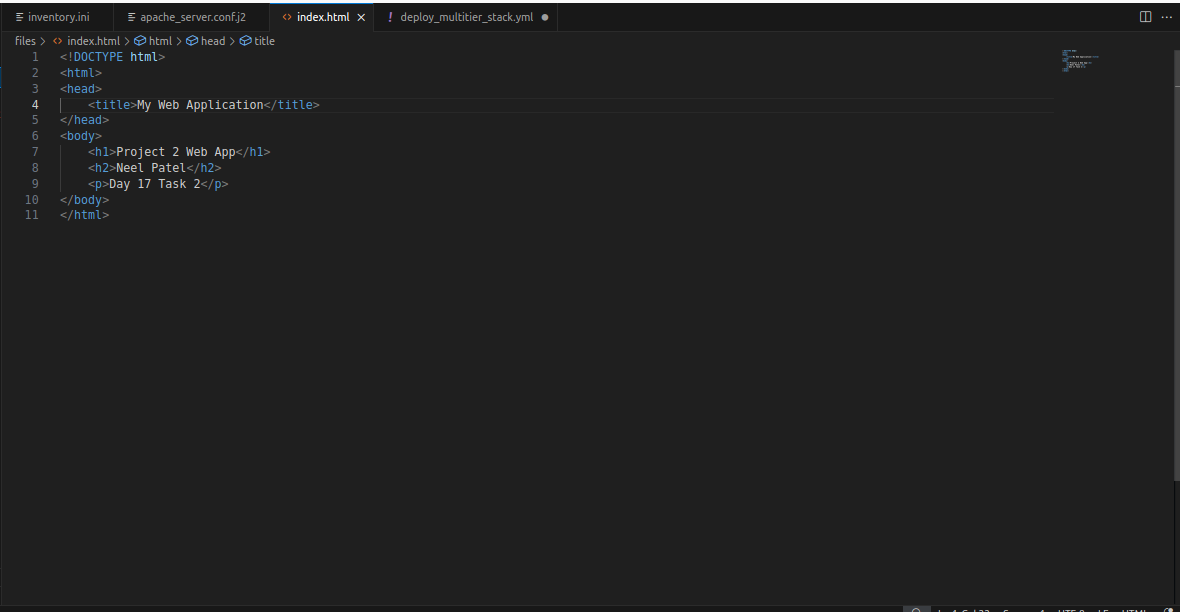 inventory.ini apache_server.conf.j2 index.html deploy_multitier_stack.yml
files > index.html > html > head > title
1 <!DOCTYPE html>
2 <html>
3 <head>
4     <title>My Web Application</title>
5 </head>
6 <body>
7     <h1>Project 2 Web App</h1>
8     <h2>Neel Patel</h2>
9     <p>Day 17 Task 2</p>
10 </body>
11 </html>